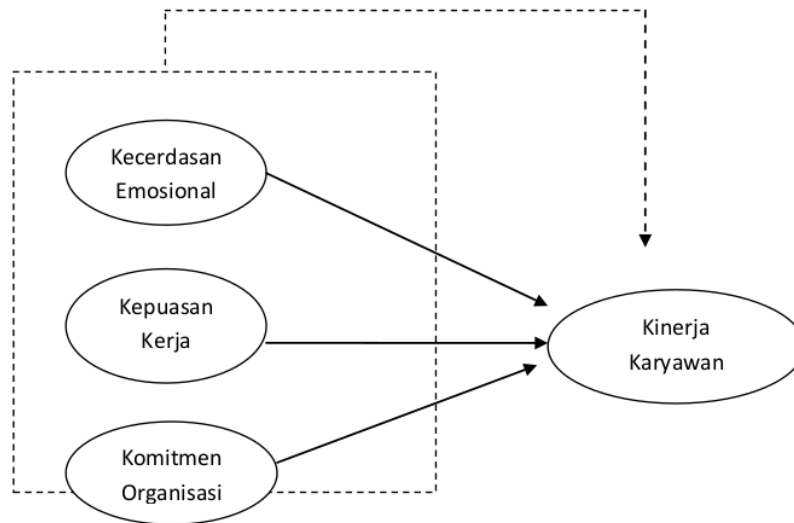 Kecerdasan
Emosional
Kepuasan
Kerja
Kinerja
Karyawan
Komitmen
Organisasi